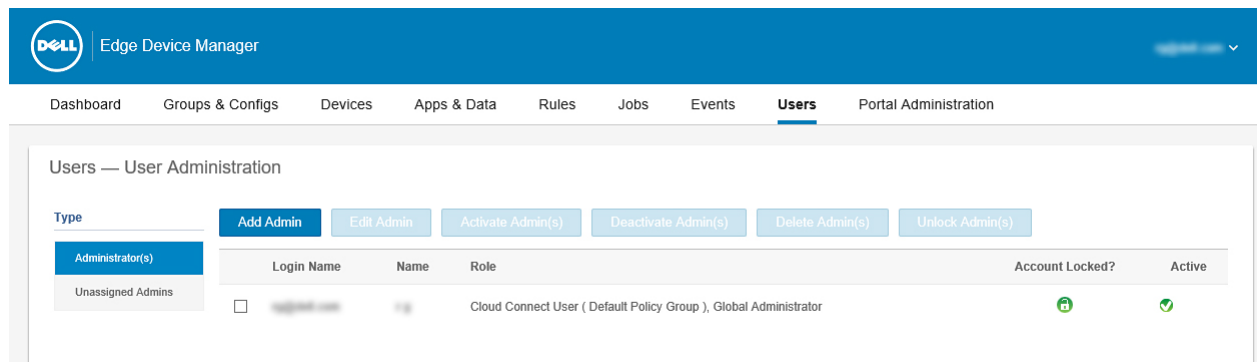 DELL
Edge Device Manager
Dashboard Groups & Configs Devices Apps & Data Rules Jobs Events Users Portal Administration
Users — User Administration
Type
Add Admin Edit Admin Activate Admin(s) Deactivate Admin(s) Delete Admin(s) Unlock Admin(s)
Administrator(s)
Unassigned Admins
Login Name Name Role Account Locked? Active
Cloud Connect User ( Default Policy Group ), Global Administrator